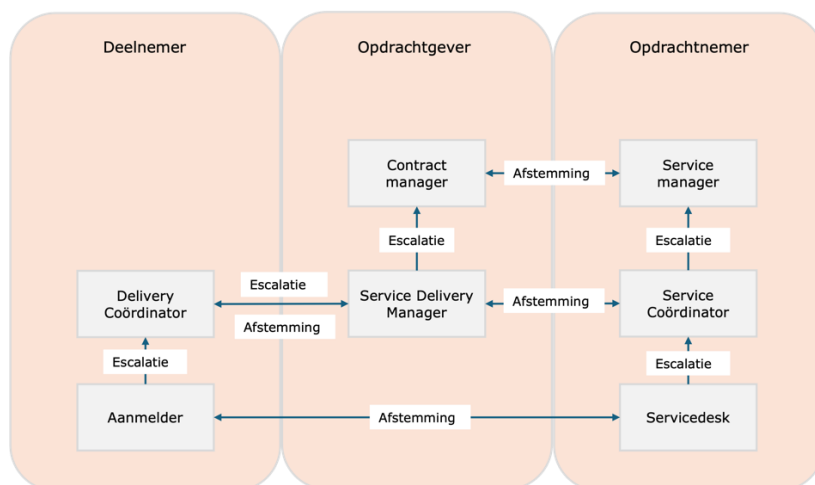 Deelnemer
Opdrachtgever
Opdrachtnemer
Contract
manager
Afstemming
Service
manager
Escalatie
Escalatie
Delivery
Coördinator
Escalatie
Afstemming
Service Delivery
Manager
Afstemming
Service
Coördinator
Escalatie
Escalatie
Aanmelder
Afstemming
Servicedesk